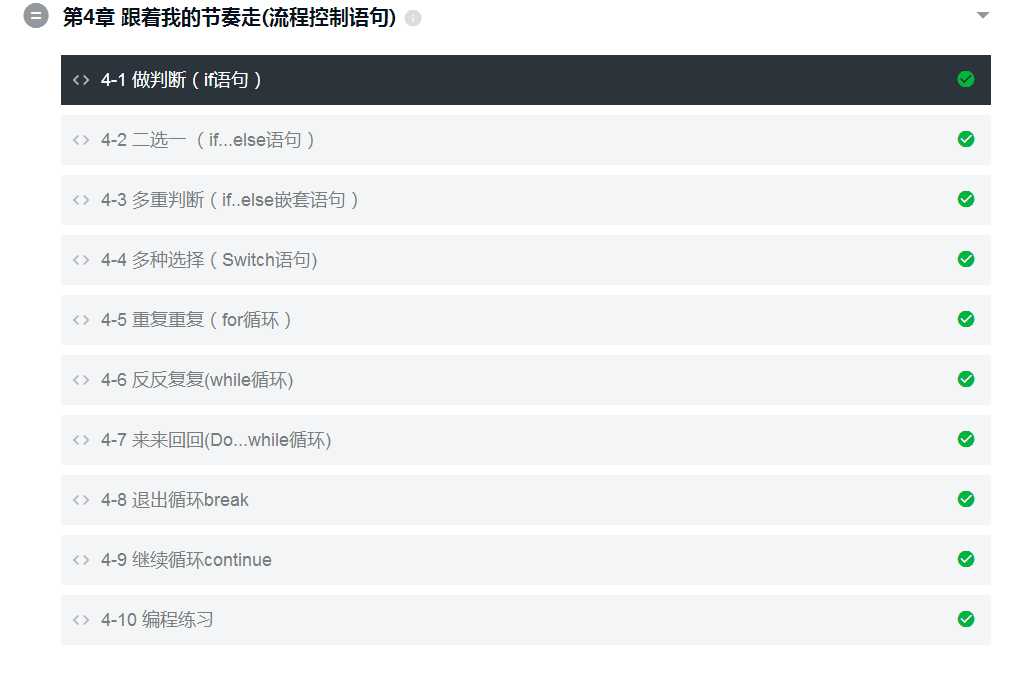 第4章 跟着我的节奏走(流程控制语句)
4-1 做判断（if语句）
4-2 二选一 （if...else语句）
4-3 多重判断（if..else嵌套语句）
4-4 多种选择（Switch语句)
4-5 重复重复（for循环）
4-6 反反复复(while循环)
4-7 来来回回(Do...while循环)
4-8 退出循环break
4-9 继续循环continue
4-10 编程练习